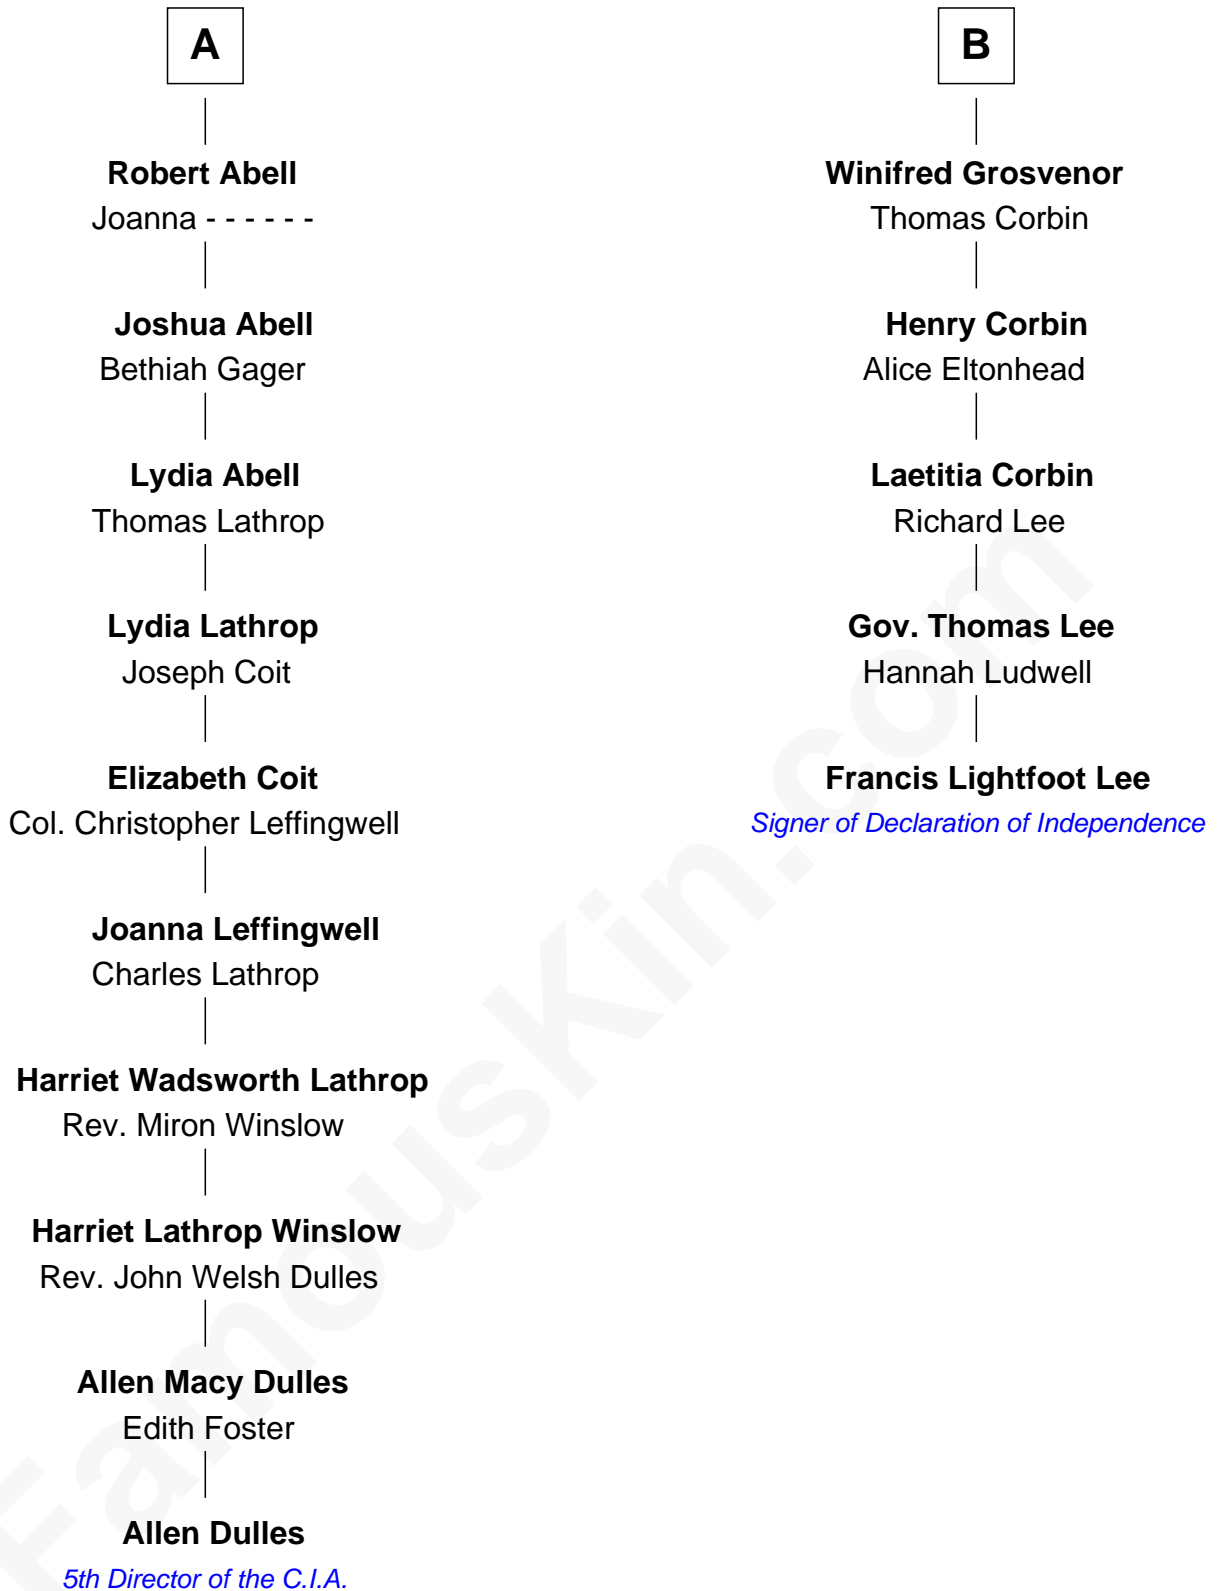 A
Robert Abell
Joanna - - - - - -
Joshua Abell
Bethiah Gager
Lydia Abell
Thomas Lathrop
Lydia Lathrop
Joseph Coit
Elizabeth Coit
Col. Christopher Leffingwell
Joanna Leffingwell
Charles Lathrop
Harriet Wadsworth Lathrop
Rev. Miron Winslow
Harriet Lathrop Winslow
Rev. John Welsh Dulles
Allen Macy Dulles
Edith Foster
Allen Dulles
5th Director of the C.I.A.
B
Winifred Grosvenor
Thomas Corbin
Henry Corbin
Alice Eltonhead
Laetitia Corbin
Richard Lee
Gov. Thomas Lee
Hannah Ludwell
Francis Lightfoot Lee
Signer of Declaration of Independence
FamousKin.com